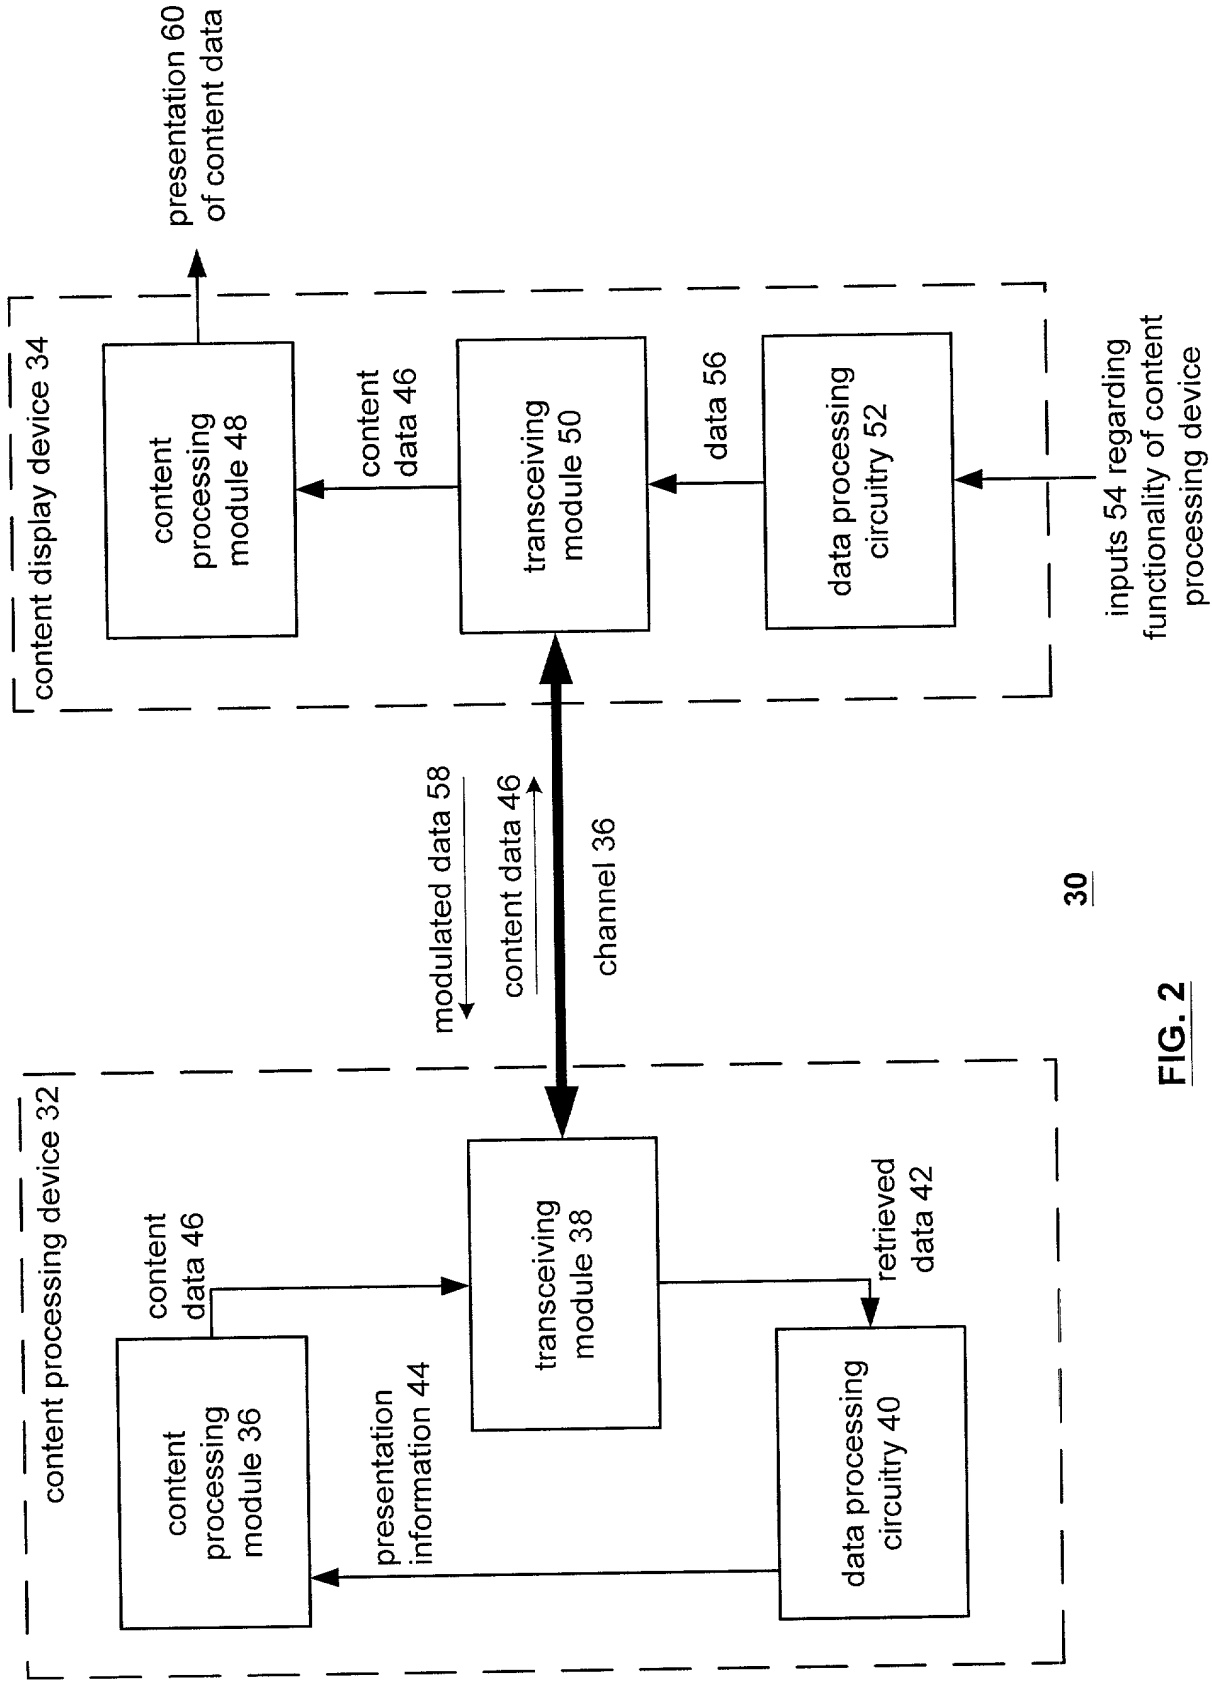 content processing device 32
content
processing
module 36
content
data 46
presentation
information 44
transceiving
module 38
retrieved
data 42
data processing
circuitry 40
modulated data 58
content data 46
channel 36
content display device 34
content
processing
module 48
presentation 60
of content data
content
data 46
transceiving
module 50
data 56
data processing
circuitry 52
inputs 54 regarding
functionality of content
processing device
30
FIG. 2